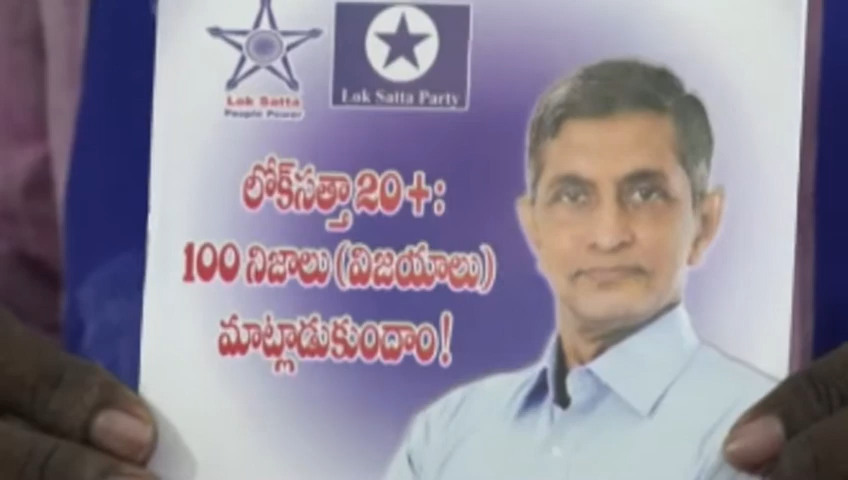 Lok Satta
People Power
Lok Satta Party
లోక్‌సత్తా 20+:
100 నిజాలు (విజయాలు)
మాట్లాడుకుందాం!